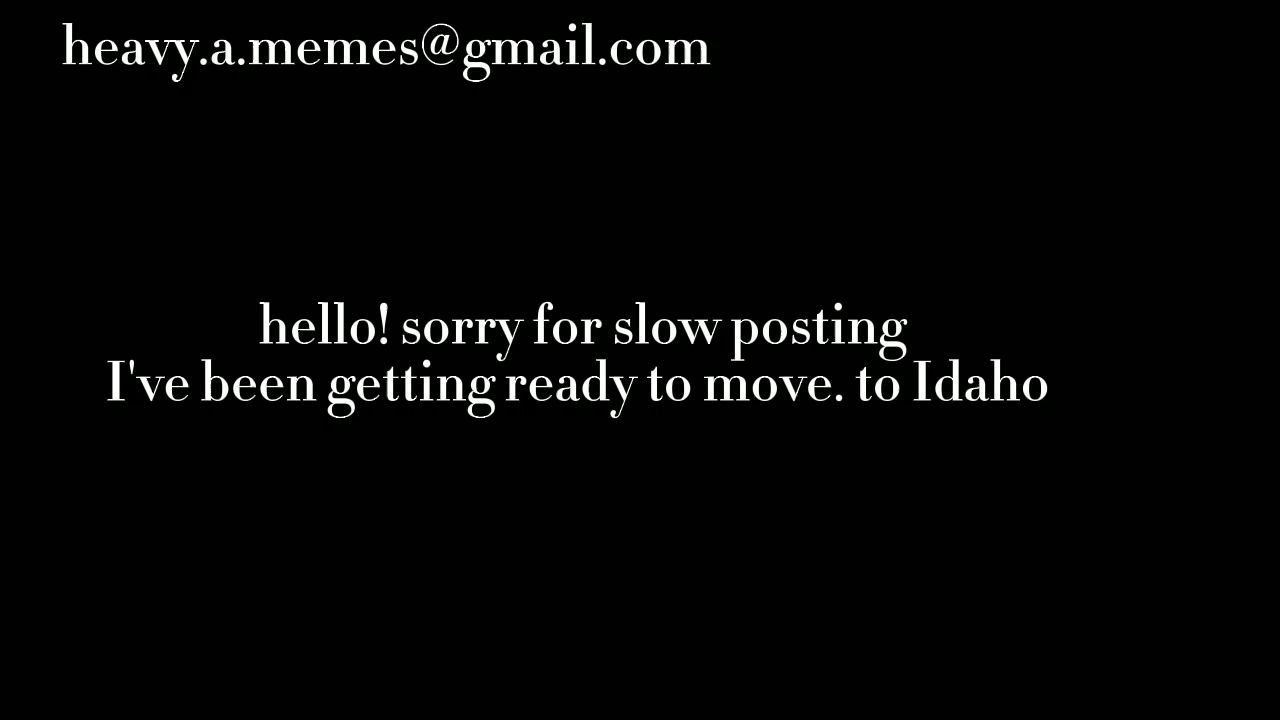 heavy.a.memes@gmail.com
hello! sorry for slow posting
I've been getting ready to move. to Idaho